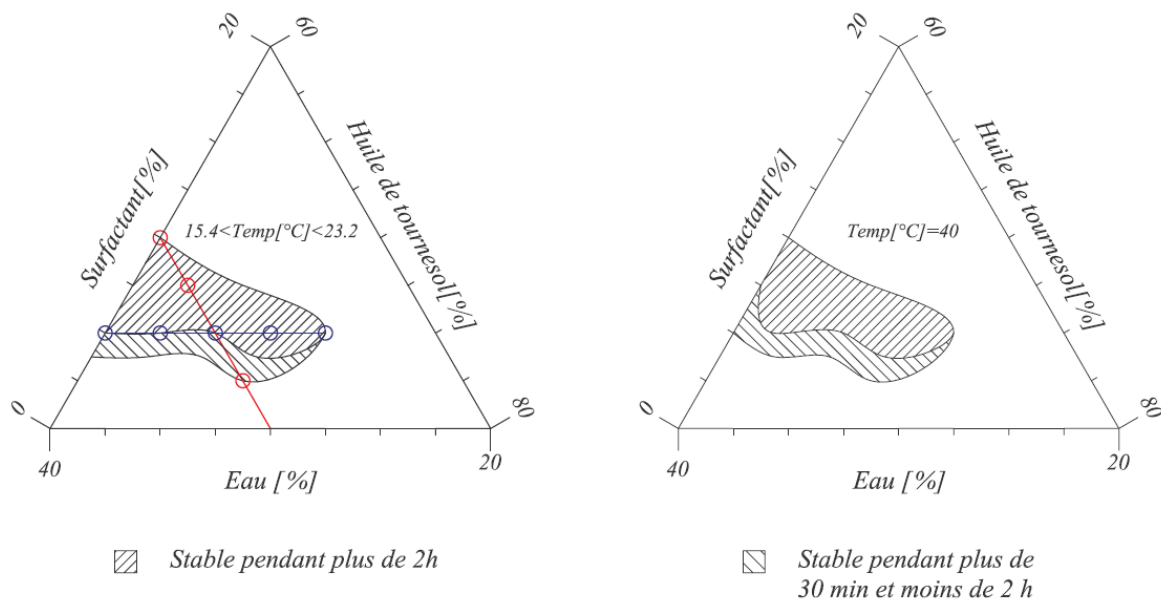 20
60
Surfactant[%]
Huile de tournesol[%]
15.4<Temp[°C]<23.2
0
80
40
20
Eau [%]
Stable pendant plus de 2h
20
60
Surfactant[%]
Huile de tournesol[%]
Temp[°C]=40
0
80
40
20
Eau [%]
Stable pendant plus de
30 min et moins de 2 h